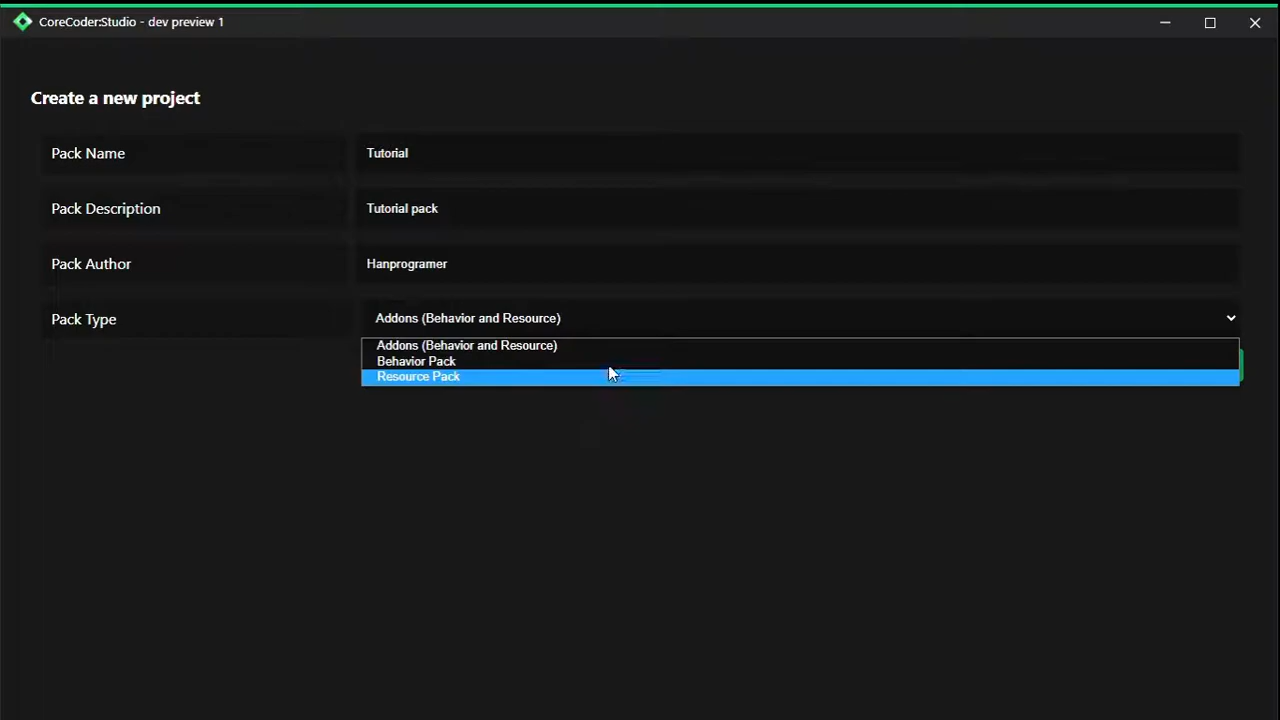 CoreCoder:Studio - dev preview 1
Create a new project
Pack Name
Tutorial
Pack Description
Tutorial pack
Pack Author
Hanprogramer
Pack Type
Addons (Behavior and Resource)
Addons (Behavior and Resource)
Behavior Pack
Resource Pack